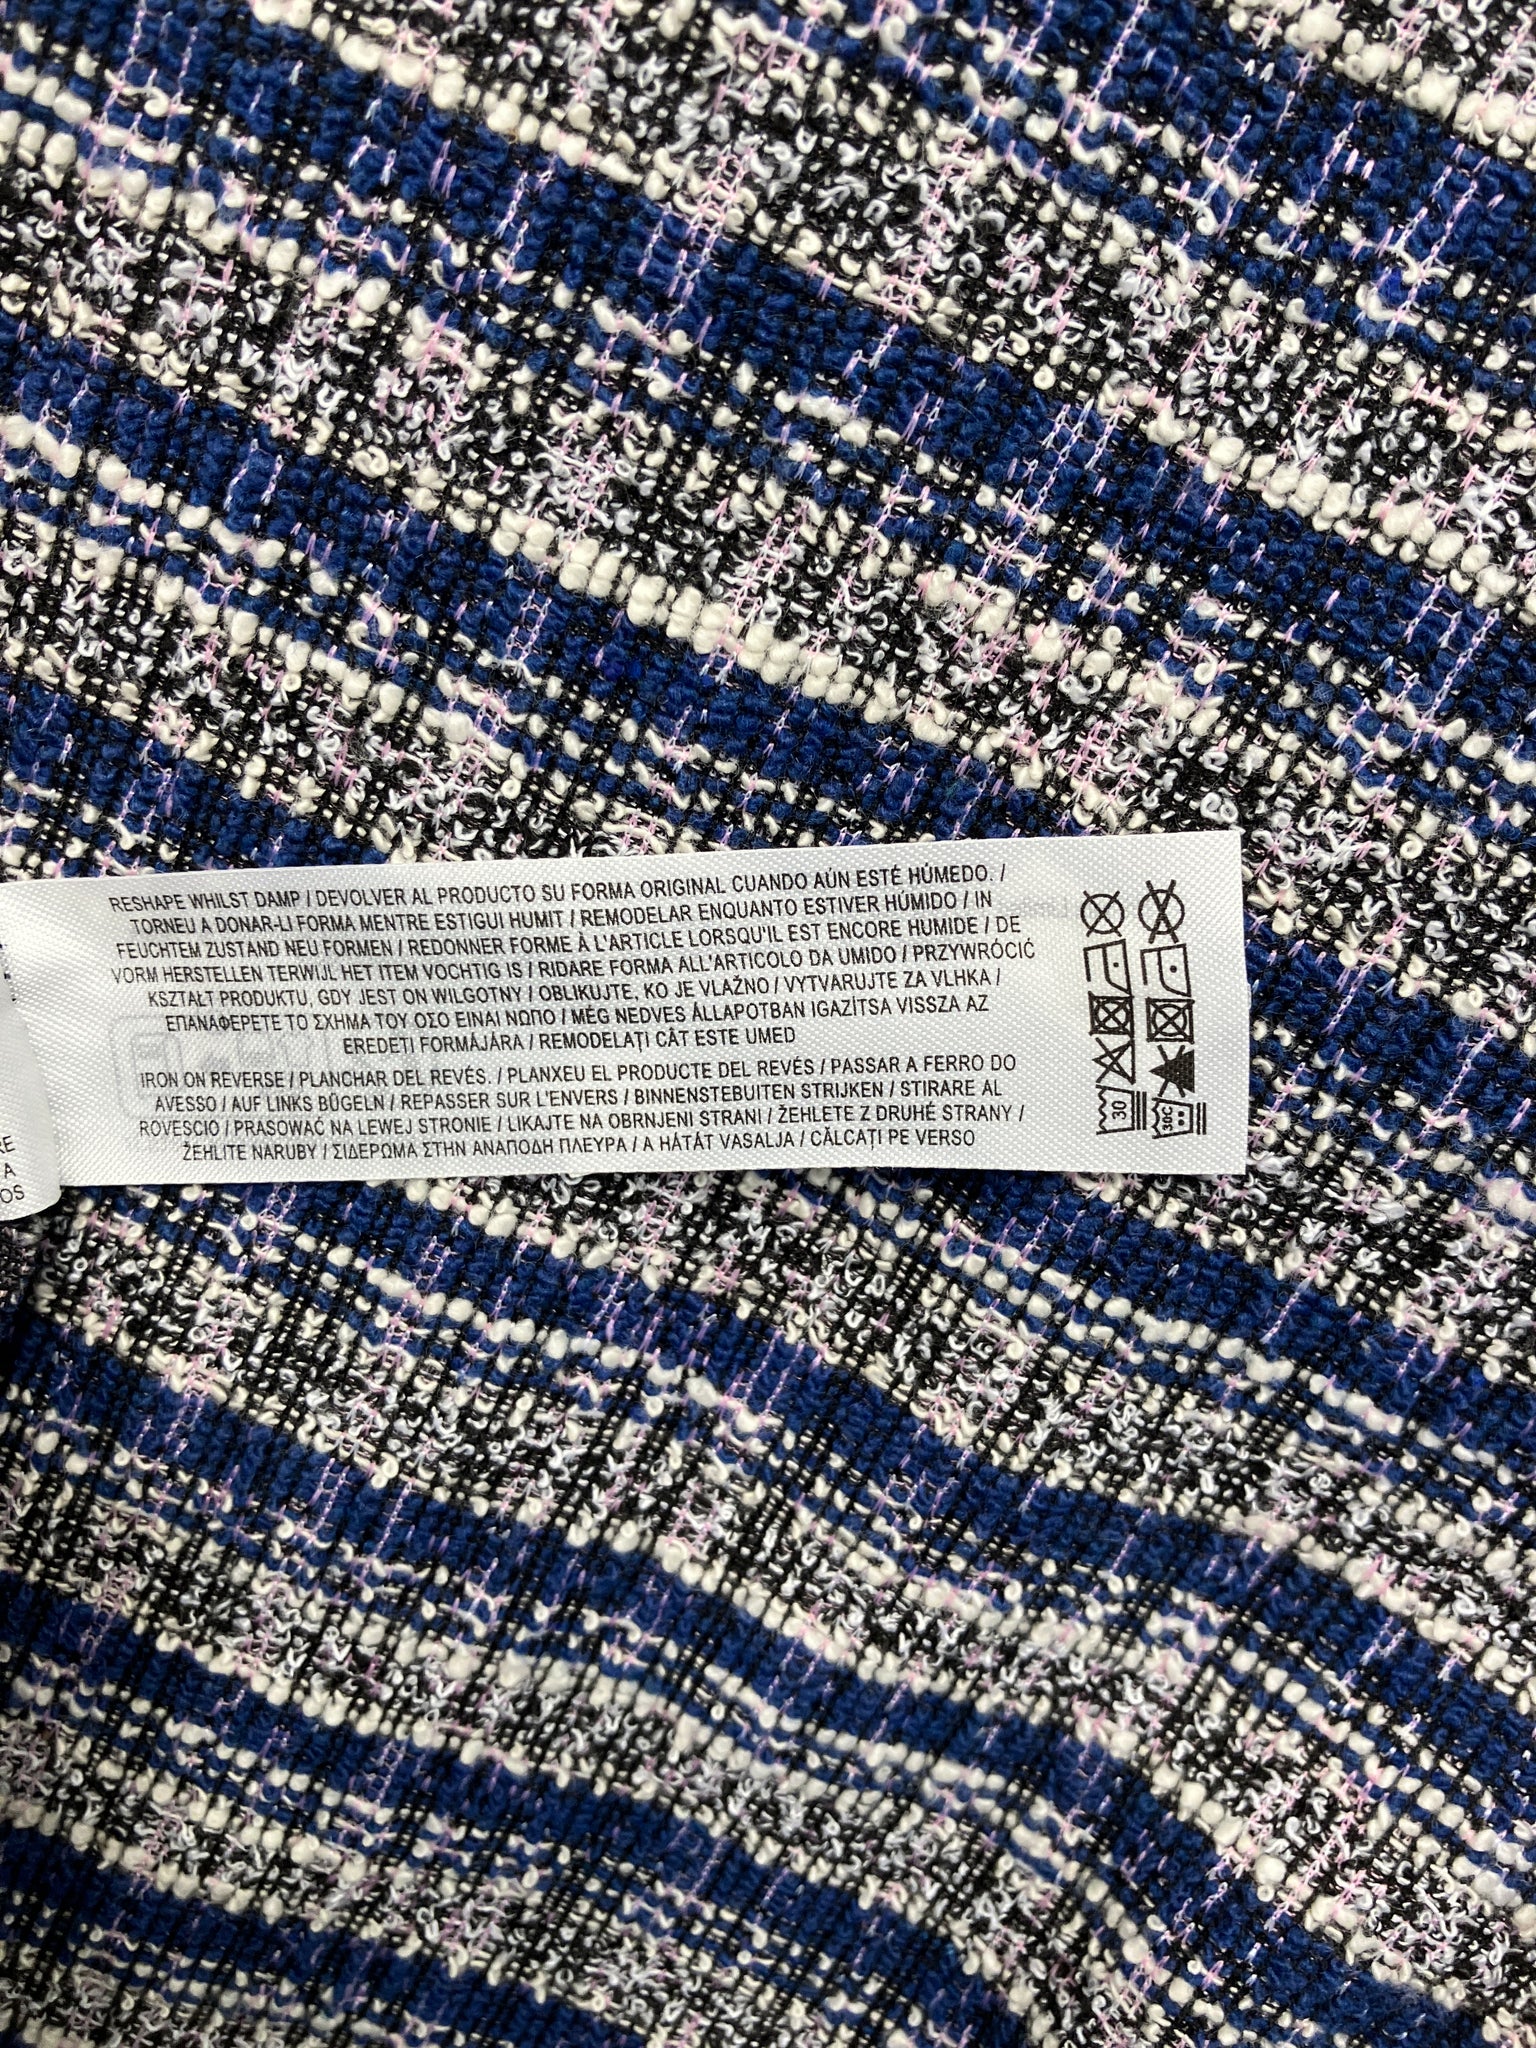 RESHAPE WHILST DAMP / DEVOLVER AL PRODUCTO SU FORMA ORIGINAL CUANDO AÚN ESTÉ HÚMEDO. /
TORNEU A DONAR-LI FORMA MENTRE ESTIGUI HUMIT / REMODELAR ENQUANTO ESTIVER HÚMIDO / IN
FEUCHTEM ZUSTAND NEU FORMEN / REDONNER FORME À L'ARTICLE LORSQU'IL EST ENCORE HUMIDE / DE
VORM HERSTELLEN TERWIJL HET ITEM VOCHTIG IS / RIDARE FORMA ALL'ARTICOLO DA UMIDO / PRZYWRÓCIĆ
KSZTAŁT PRODUKTU, GDY JEST ON WILGOTNY / OBLIKUJTE, KO JE VLAŽNO / VYTVARUJTE ZA VLHKA /
ΕΠΑΝΑΦΕΡΕΤΕ ΤΟ ΣΧΗΜΑ ΤΟΥ ΟΣΟ ΕΙΝΑΙ ΝΩΠΟ / MÉG NEDVES ÁLLAPOTBAN IGAZÍTSA VISSZA AZ
EREDETI FORMÁJÁRA / REMODELAȚI CÂT ESTE UMED
IRON ON REVERSE / PLANCHAR DEL REVÉS. / PLANXEU EL PRODUCTE DEL REVÉS / PASSAR A FERRO DO
AVESSO / AUF LINKS BÜGELN / REPASSER SUR L'ENVERS / BINNENSTEBUITEN STRIJKEN / STIRARE AL
ROVESCIO / PRASOWAĆ NA LEWEJ STRONIE / LIKAJTE NA OBRNJENI STRANI / ŽEHLETE Z DRUHÉ STRANY /
ŽEHLITE NARUBY / ΣΙΔΕΡΩΜΑ ΣΤΗΝ ΑΝΑΠΟΔΗ ΠΛΕΥΡΑ / A HÁTÁT VASALJA / CĂLCAȚI PE VERSO
30
30C
RE
A
OS